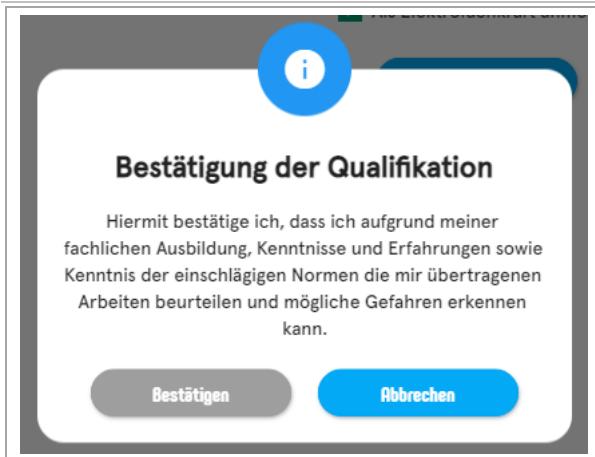 Bestätigung der Qualifikation
Hiermit bestätige ich, dass ich aufgrund meiner
fachlichen Ausbildung, Kenntnisse und Erfahrungen sowie
Kenntnis der einschlägigen Normen die mir übertragenen
Arbeiten beurteilen und mögliche Gefahren erkennen
kann.
Bestätigen Abbrechen